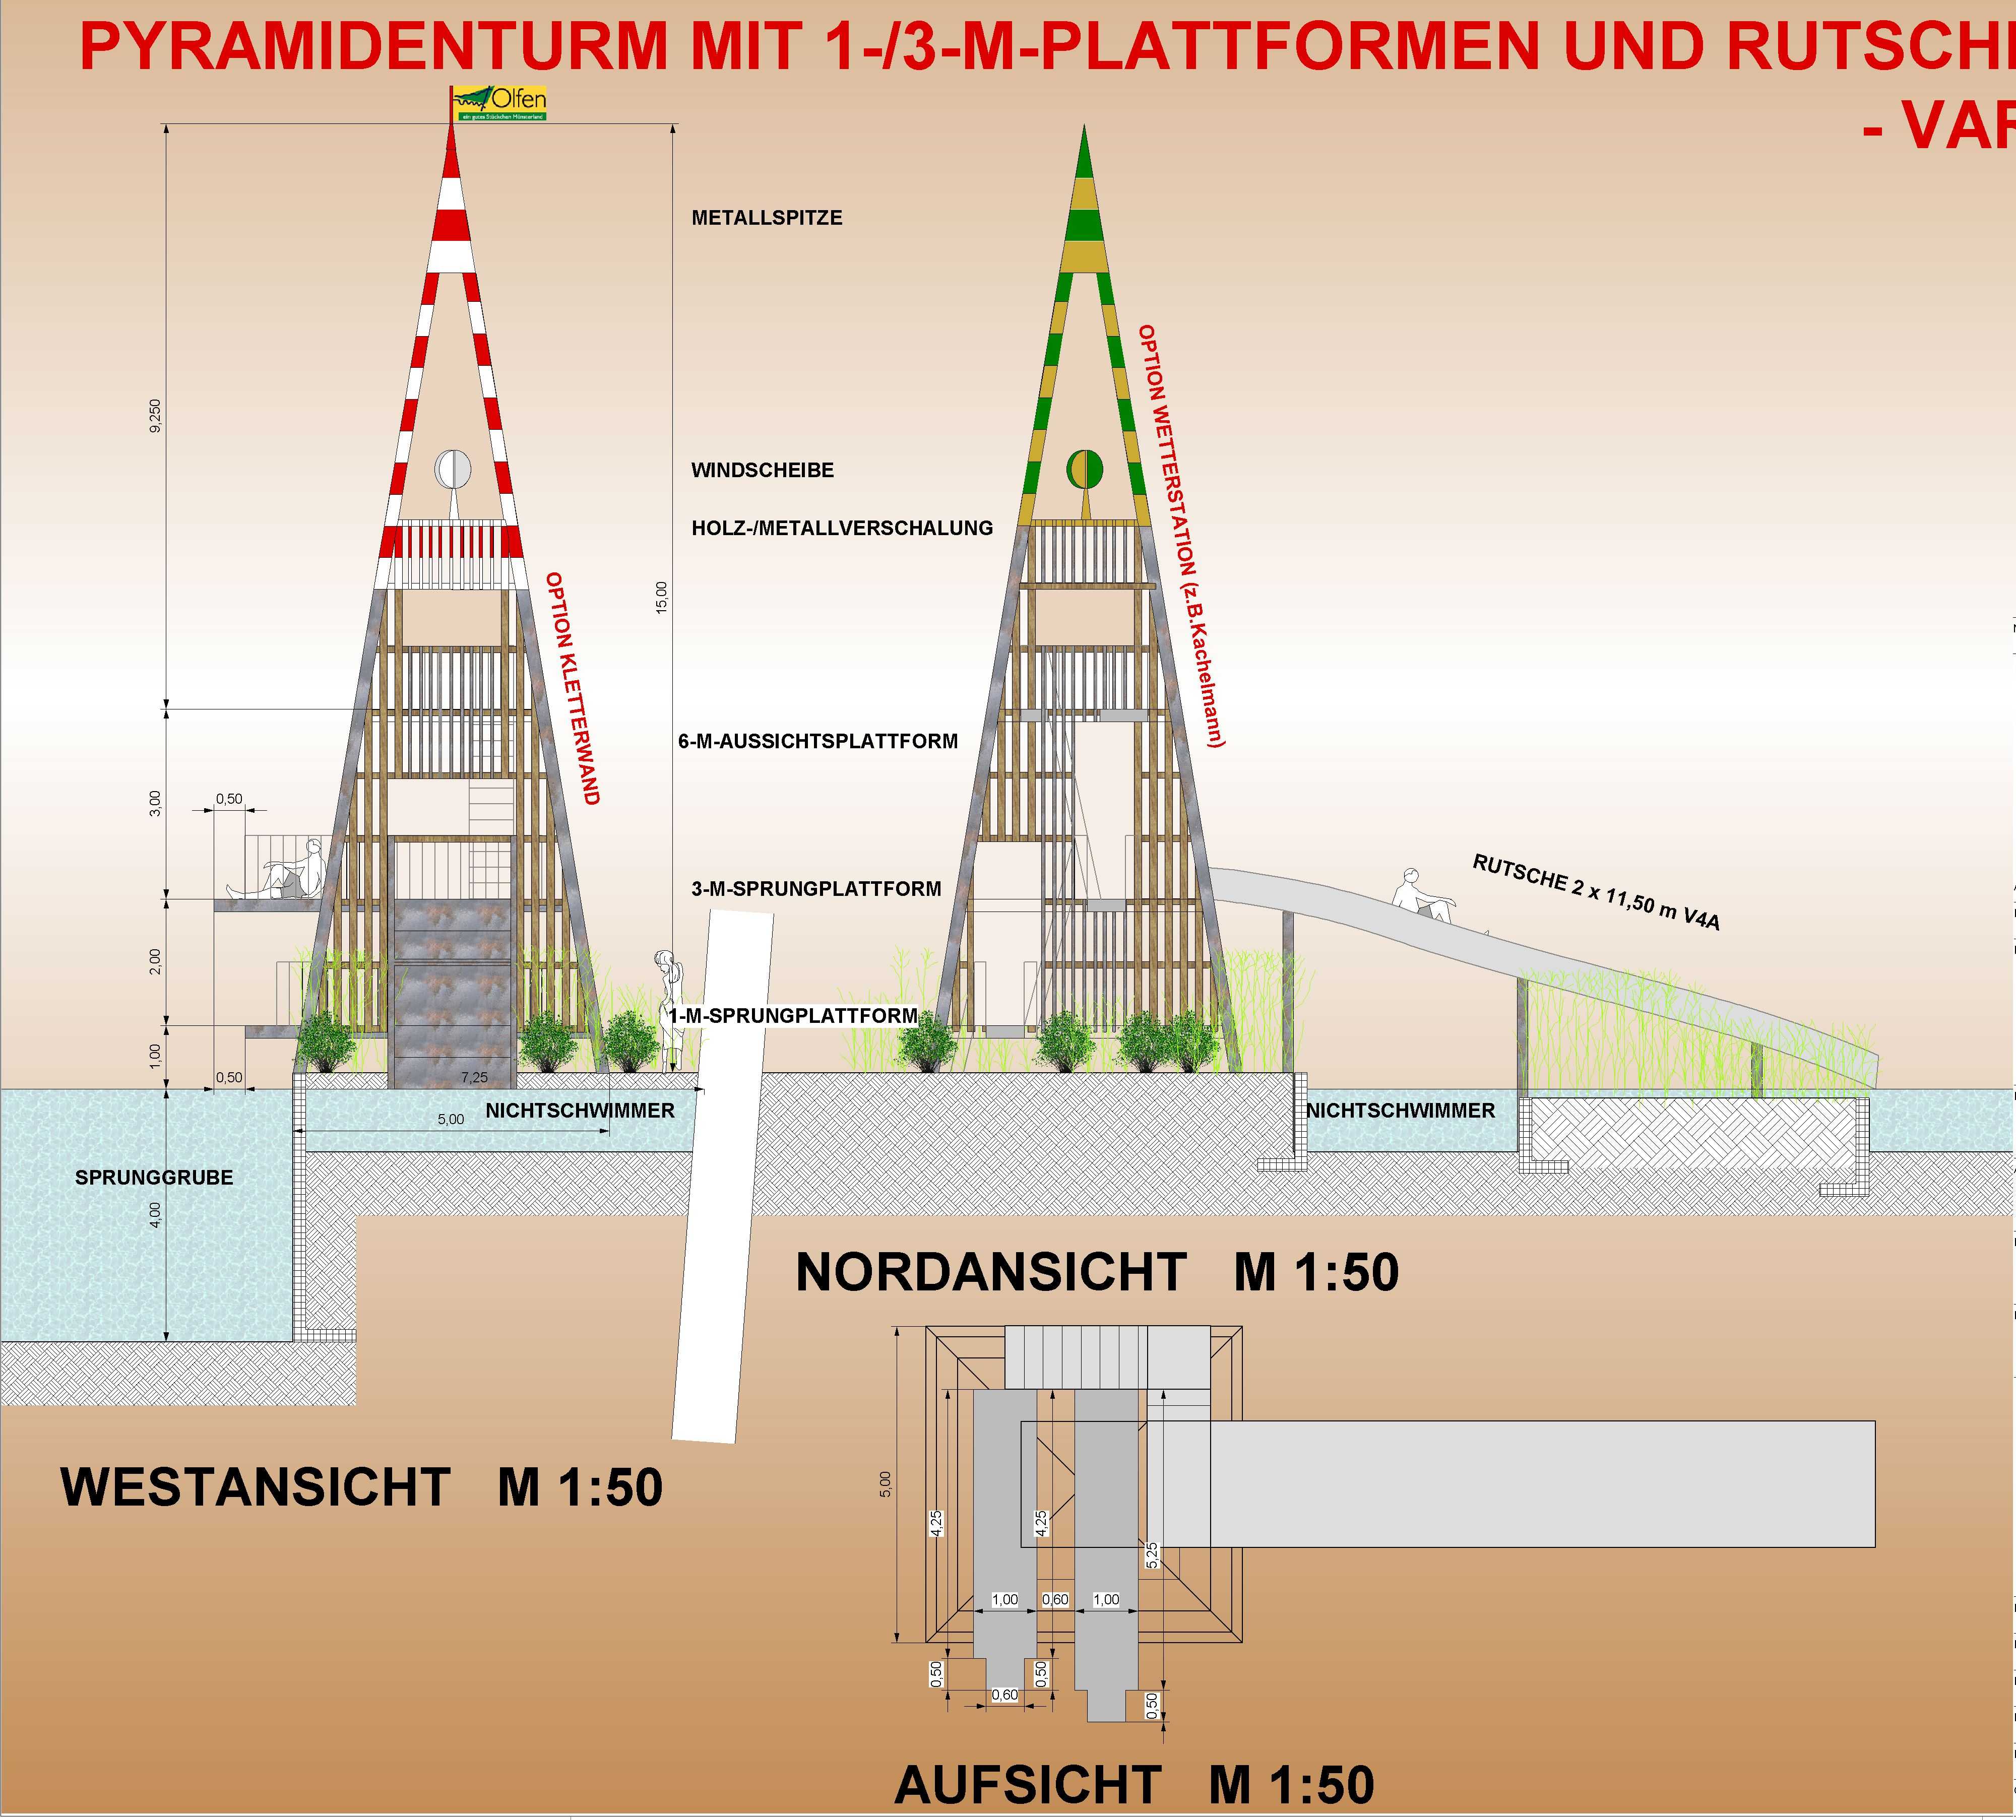 PYRAMIDENTURM MIT 1-/3-M-PLATTFORMEN UND RUTSCHE
- VAR
Olfen
ein gutes Stückchen Münsterland
METALLSPITZE
9,250
WINDSCHEIBE
HOLZ-/METALLVERSCHALUNG
15,00
OPTION KLETTERWAND
OPTION WETTERSTATION (z.B.Kachelmann)
6-M-AUSSICHTSPLATTFORM
3,00
0,50
3-M-SPRUNGPLATTFORM
RUTSCHE 2 x 11,50 m V4A
2,00
1-M-SPRUNGPLATTFORM
1,00
0,50
7,25
5,00
NICHTSCHWIMMER
NICHTSCHWIMMER
SPRUNGGRUBE
4,00
NORDANSICHT M 1:50
WESTANSICHT M 1:50
5,00
4,25
4,25
5,25
1,00
0,60
1,00
0,50
0,50
0,60
0,50
AUFSICHT M 1:50